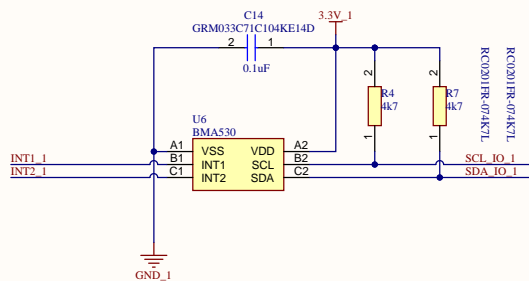 C14
3.3V_1
GRM033C71C104KE14D
2
1
0.1uF
2
R4
4k7
1
2
R7
4k7
1
RC0201FR-074K7L
RC0201FR-074K7L
U6
BMA530
A1
VSS
VDD
A2
INT1_1
B1
INT1
SCL
B2
SCL_IO_1
INT2_1
C1
INT2
SDA
C2
SDA_IO_1
GND_1